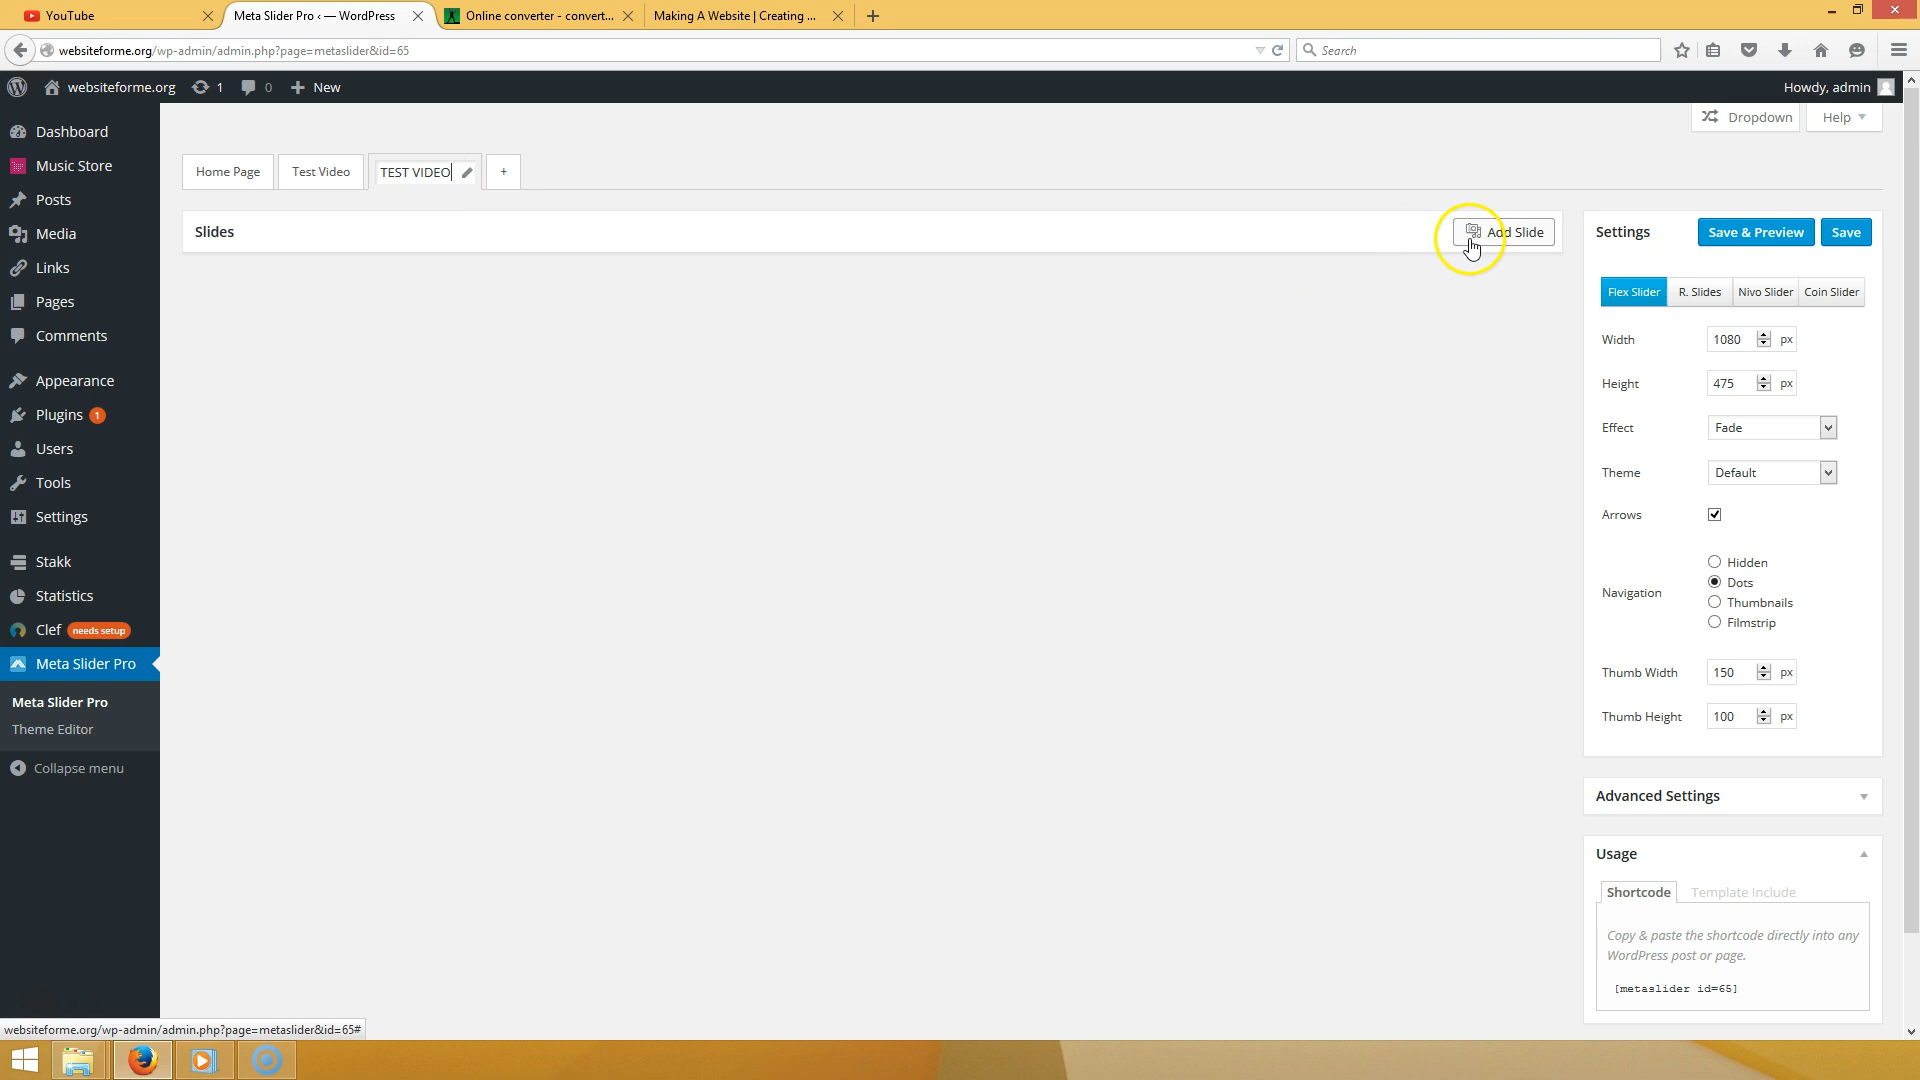 YouTube
Meta Slider Pro ‹ — WordPress
Online converter - convert...
Making A Website | Creating ...
websiteforme.org/wp-admin/admin.php?page=metaslider&id=65
Search
websiteforme.org
1
0
New
Howdy, admin
Dropdown
Help
Dashboard
Music Store
Posts
Media
Links
Pages
Comments
Appearance
Plugins 1
Users
Tools
Settings
Stakk
Statistics
Clef needs setup
Meta Slider Pro
Meta Slider Pro
Theme Editor
Collapse menu
Home Page
Test Video
TEST VIDEO
+
Slides
Add Slide
Settings
Save & Preview
Save
Flex Slider
R. Slides
Nivo Slider
Coin Slider
Width
1080
px
Height
475
px
Effect
Fade
Theme
Default
Arrows
Navigation
Hidden
Dots
Thumbnails
Filmstrip
Thumb Width
150
px
Thumb Height
100
px
Advanced Settings
Usage
Shortcode
Template Include
Copy & paste the shortcode directly into any
WordPress post or page.
[metaslider id=65]
websiteforme.org/wp-admin/admin.php?page=metaslider&id=65#